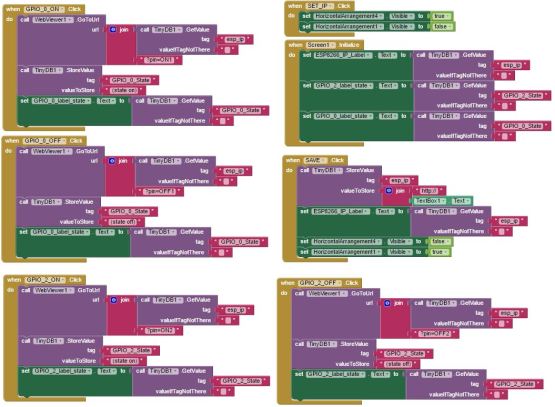 when GPIO_0_ON .Click
do call WebViewer1 .GoToUrl
url join call TinyDB1 .GetValue
tag "esp_ip"
valueIfTagNotThere " "
"?pin=ON1"
call TinyDB1 .StoreValue
tag "GPIO_0_State"
valueToStore "(state on)"
set GPIO_0_label_state . Text to call TinyDB1 .GetValue
tag "GPIO_0_State"
valueIfTagNotThere " "
when GPIO_0_OFF .Click
do call WebViewer1 .GoToUrl
url join call TinyDB1 .GetValue
tag "esp_ip"
valueIfTagNotThere " "
"?pin=OFF1"
call TinyDB1 .StoreValue
tag "GPIO_0_State"
valueToStore "(state off)"
set GPIO_0_label_state . Text to call TinyDB1 .GetValue
tag "GPIO_0_State"
valueIfTagNotThere " "
when GPIO_2_ON .Click
do call WebViewer1 .GoToUrl
url join call TinyDB1 .GetValue
tag "esp_ip"
valueIfTagNotThere " "
"?pin=ON2"
call TinyDB1 .StoreValue
tag "GPIO_2_State"
valueToStore "(state on)"
set GPIO_2_label_state . Text to call TinyDB1 .GetValue
tag "GPIO_2_State"
valueIfTagNotThere " "
when SET_IP .Click
do set HorizontalArrangement4 . Visible to true
set HorizontalArrangement1 . Visible to false
when Screen1 .Initialize
do set ESP8266_IP_Label . Text to call TinyDB1 .GetValue
tag "esp_ip"
valueIfTagNotThere " "
set GPIO_2_label_state . Text to call TinyDB1 .GetValue
tag "GPIO_2_State"
valueIfTagNotThere " "
set GPIO_0_label_state . Text to call TinyDB1 .GetValue
tag "GPIO_0_State"
valueIfTagNotThere " "
when SAVE .Click
do call TinyDB1 .StoreValue
tag "esp_ip"
valueToStore join "http://"
TextBox1 . Text
set ESP8266_IP_Label . Text to call TinyDB1 .GetValue
tag "esp_ip"
valueIfTagNotThere " "
set HorizontalArrangement4 . Visible to false
set HorizontalArrangement1 . Visible to true
when GPIO_2_OFF .Click
do call WebViewer1 .GoToUrl
url join call TinyDB1 .GetValue
tag "esp_ip"
valueIfTagNotThere " "
"?pin=OFF2"
call TinyDB1 .StoreValue
tag "GPIO_2_State"
valueToStore "(state off)"
set GPIO_2_label_state . Text to call TinyDB1 .GetValue
tag "GPIO_2_State"
valueIfTagNotThere " "